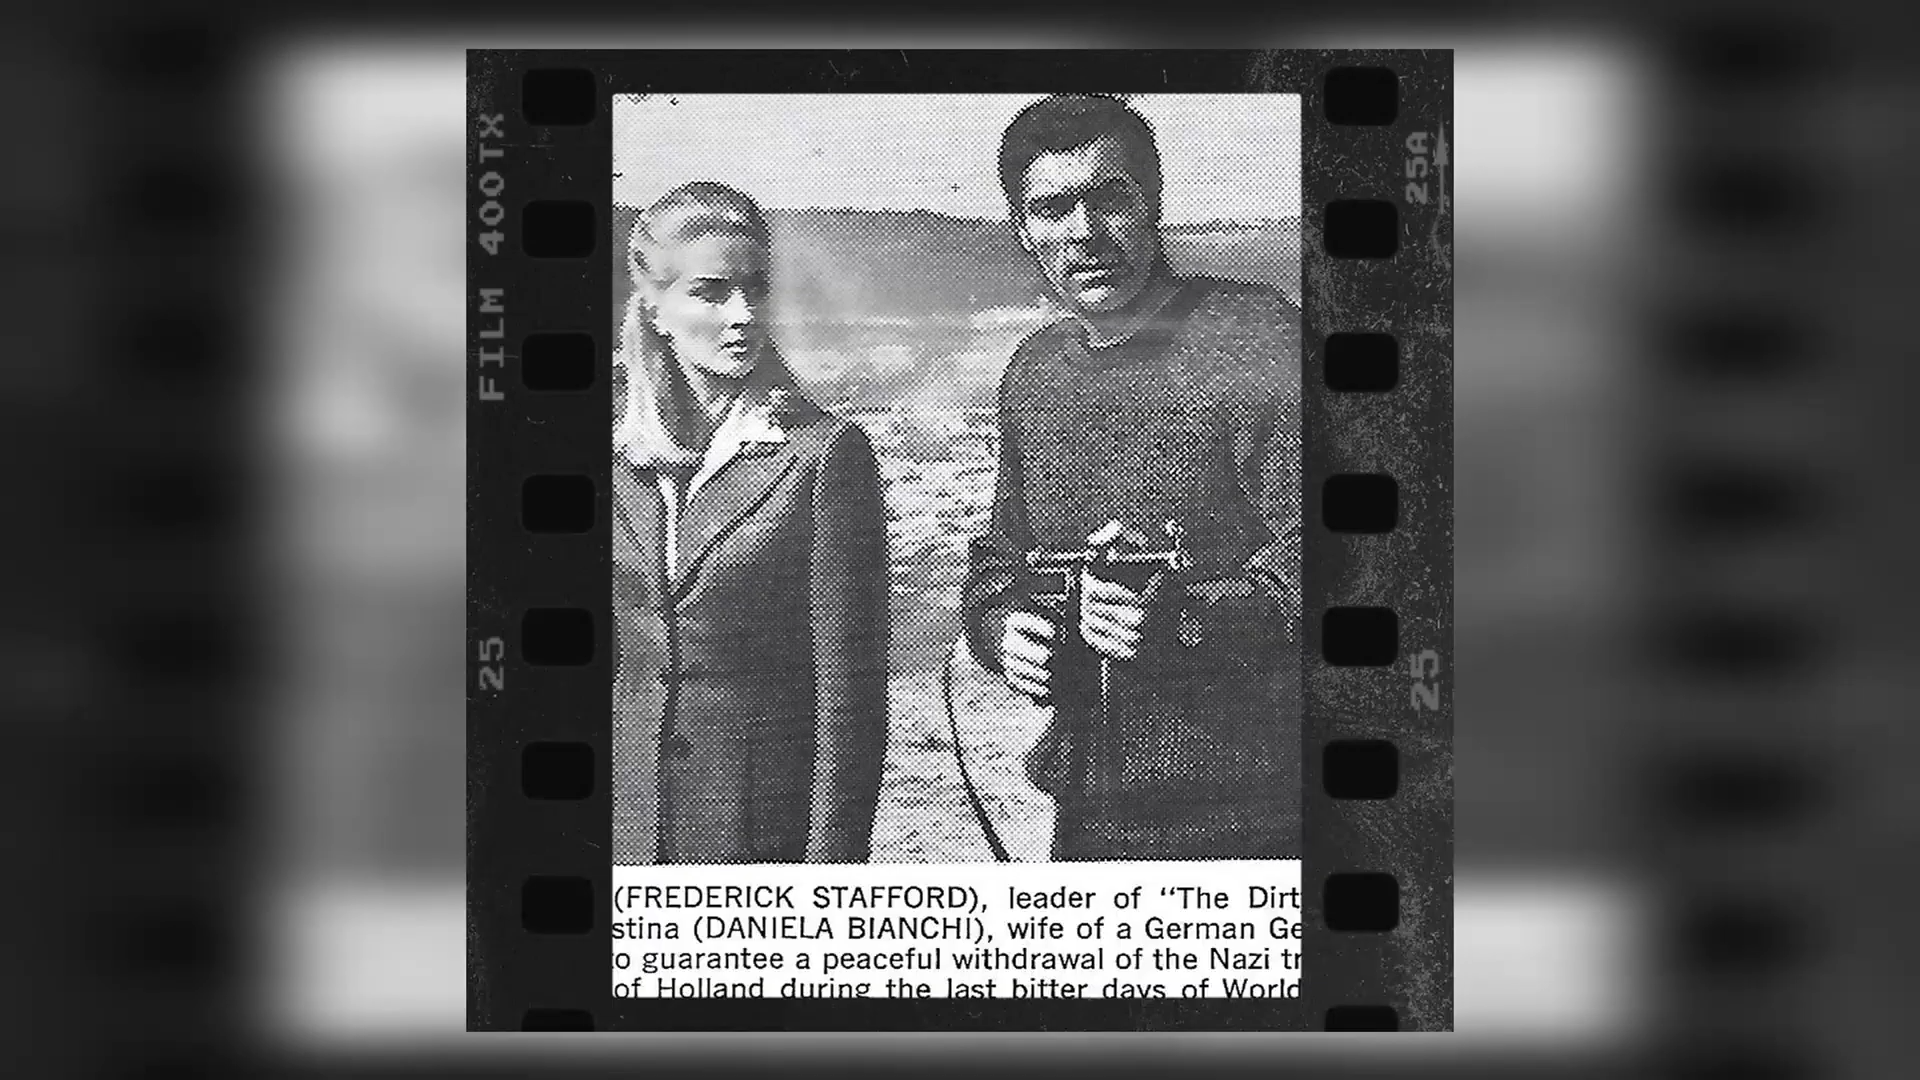 FILM 400TX
25
25A
25
(FREDERICK STAFFORD), leader of “The Dirt
stina (DANIELA BIANCHI), wife of a German Ge
o guarantee a peaceful withdrawal of the Nazi tr
of Holland during the last bitter days of World